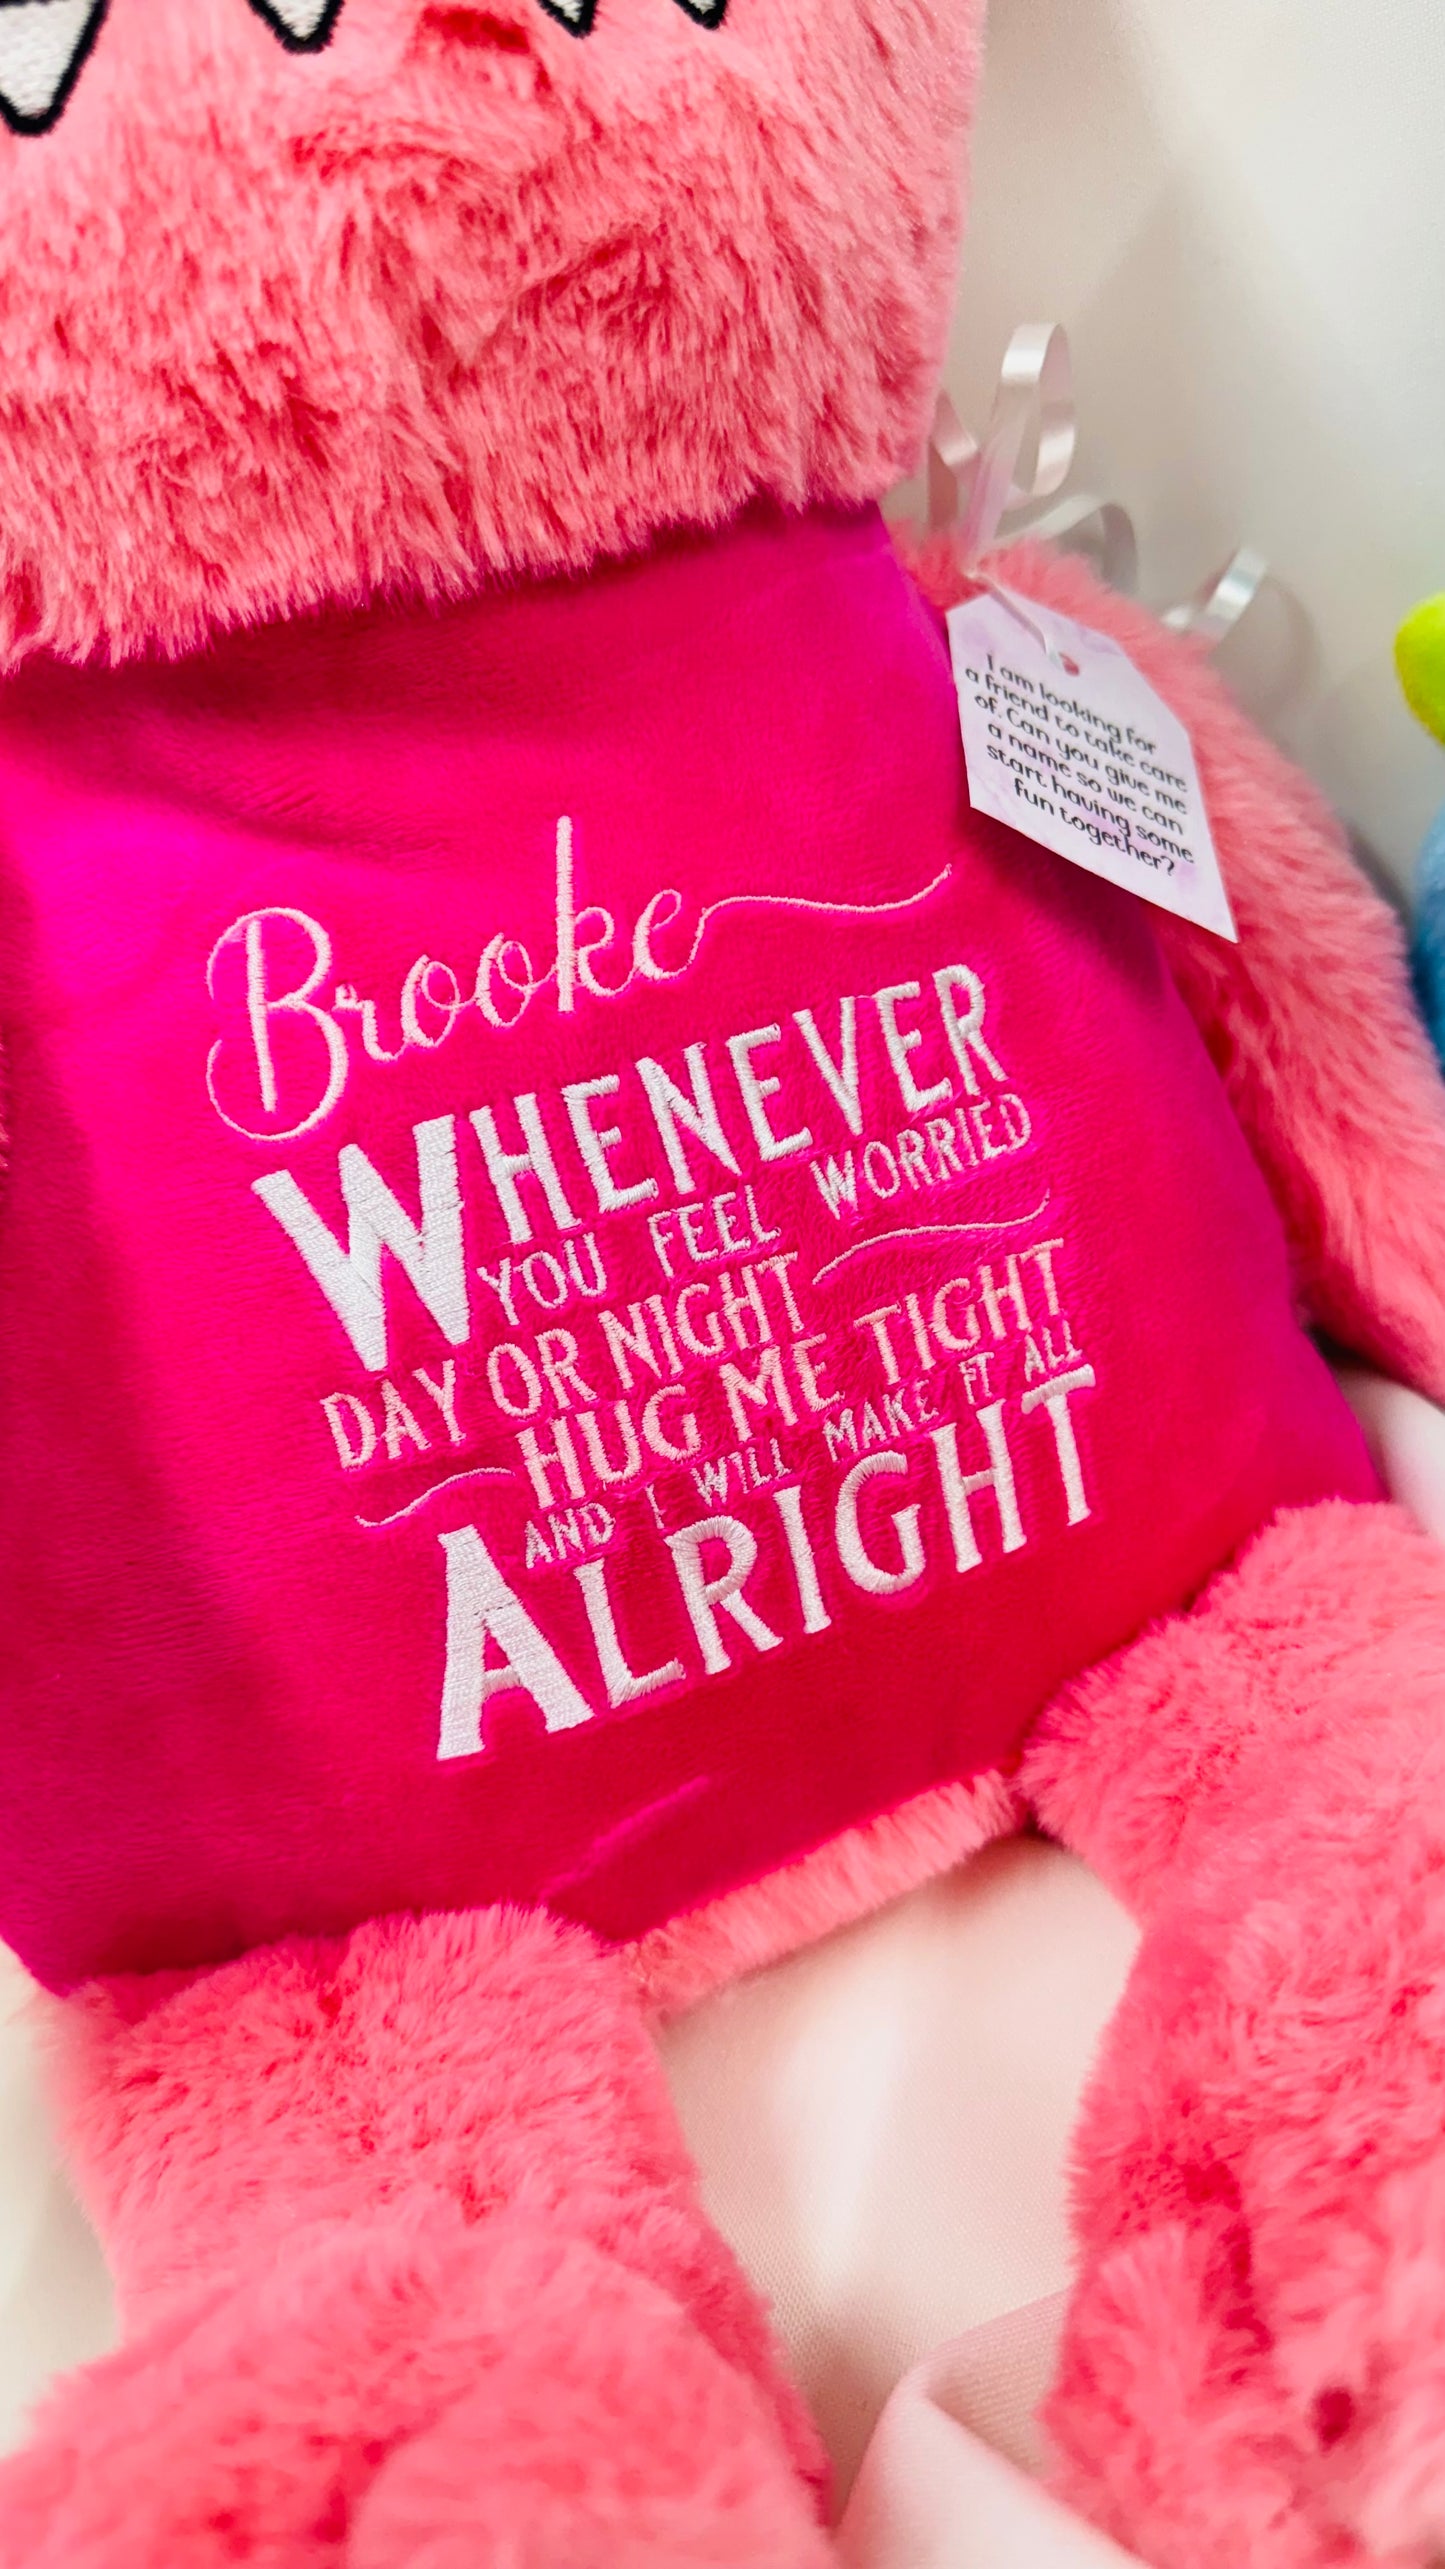 I am looking for
a friend to take care
of. Can you give me
a name so we can
start having some
fun together?
Brooke
WHENEVER
YOU FEEL WORRIED
DAY OR NIGHT
HUG ME TIGHT
AND I WILL MAKE IT ALL
ALRIGHT